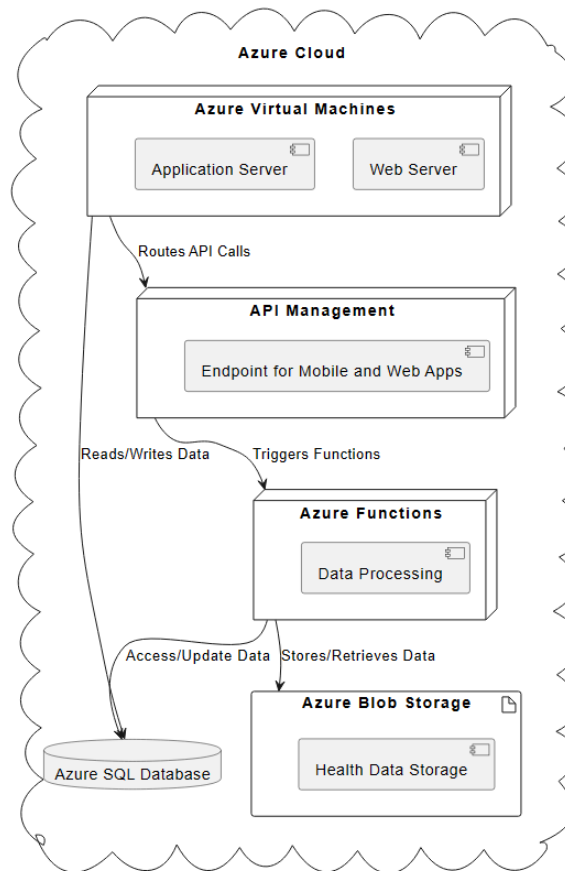 Azure Cloud
Azure Virtual Machines
Application Server
Web Server
Routes API Calls
API Management
Endpoint for Mobile and Web Apps
Reads/Writes Data
Triggers Functions
Azure Functions
Data Processing
Access/Update Data
Stores/Retrieves Data
Azure Blob Storage
Azure SQL Database
Health Data Storage